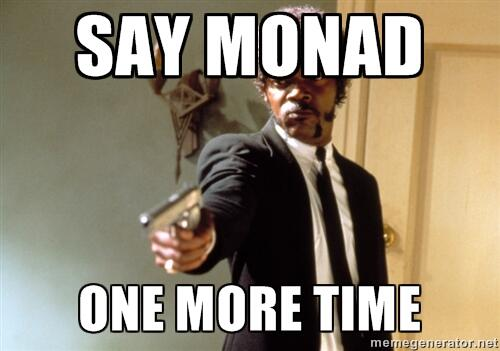 SAY MONAD
ONE MORE TIME
memegenerator.net